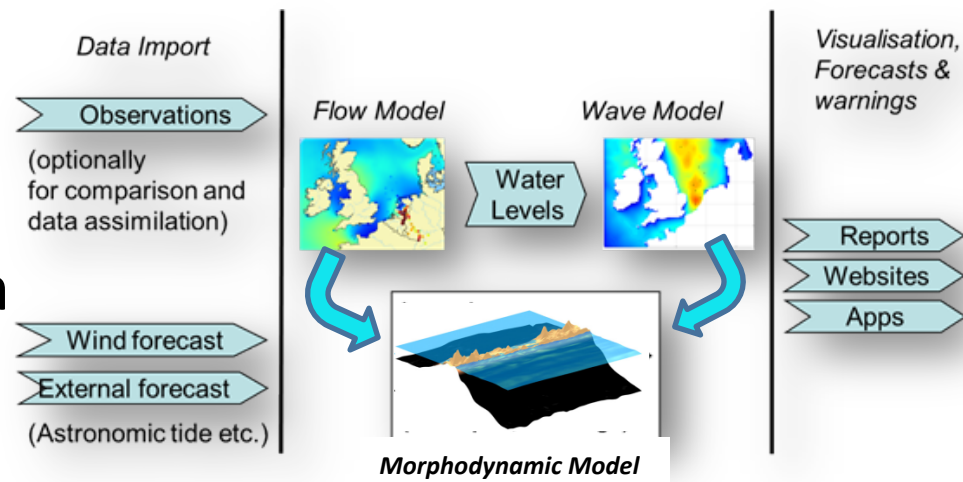 Data Import
Observations
(optionally
for comparison and
data assimilation)
Wind forecast
External forecast
(Astronomic tide etc.)
Flow Model
Water
Levels
Wave Model
Morphodynamic Model
Visualisation,
Forecasts &
warnings
Reports
Websites
Apps